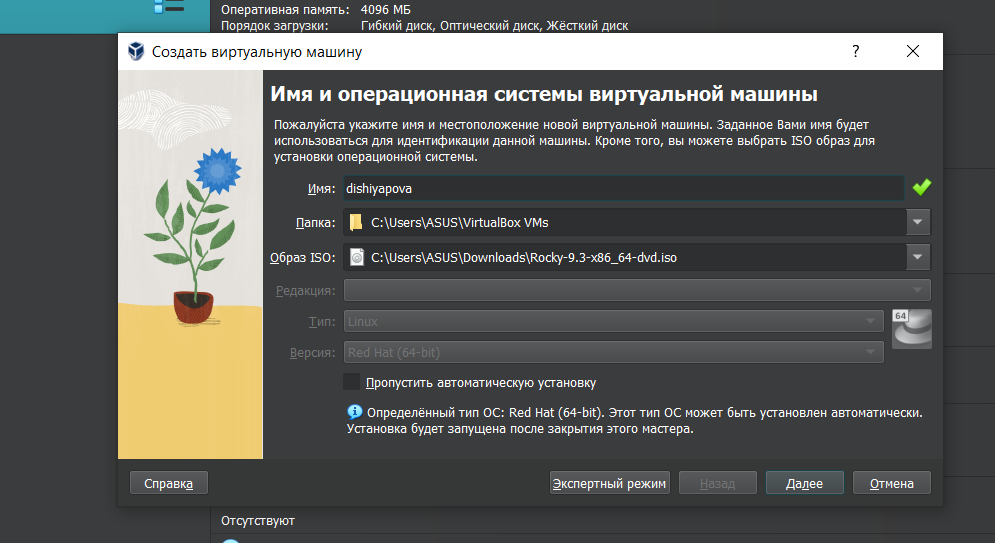 Оперативная память: 4096 МБ
Порядок загрузки: Гибкий диск, Оптический диск, Жёсткий диск
Создать виртуальную машину
?
Имя и операционная системы виртуальной машины
Пожалуйста укажите имя и местоположение новой виртуальной машины. Заданное Вами имя будет
использоваться для идентификации данной машины. Кроме того, вы можете выбрать ISO образ для
установки операционной системы.
Имя: dishiyapova
Папка: C:\Users\ASUS\VirtualBox VMs
Образ ISO: C:\Users\ASUS\Downloads\Rocky-9.3-x86_64-dvd.iso
Редакция:
Тип: Linux
64
Версия: Red Hat (64-bit)
Пропустить автоматическую установку
Определённый тип ОС: Red Hat (64-bit). Этот тип ОС может быть установлен автоматически.
Установка будет запущена после закрытия этого мастера.
Справка Экспертный режим Назад Далее Отмена
Отсутствуют